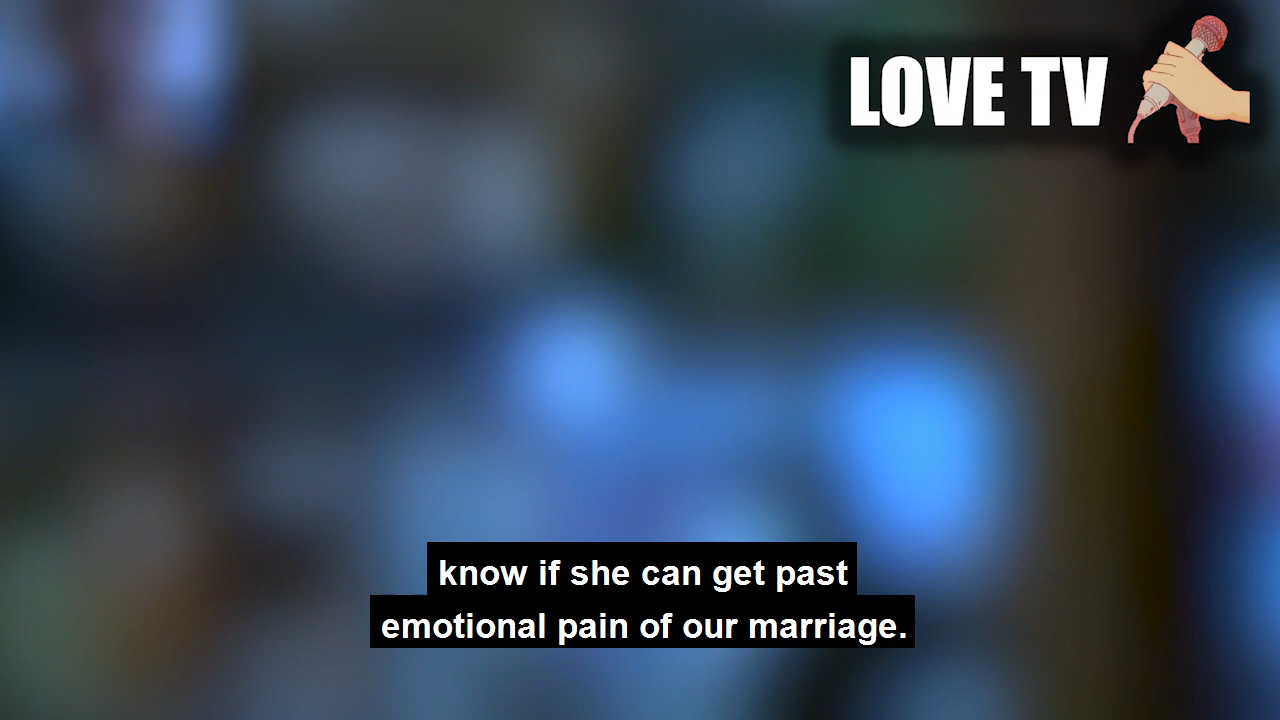 LOVE TV
know if she can get past
emotional pain of our marriage.